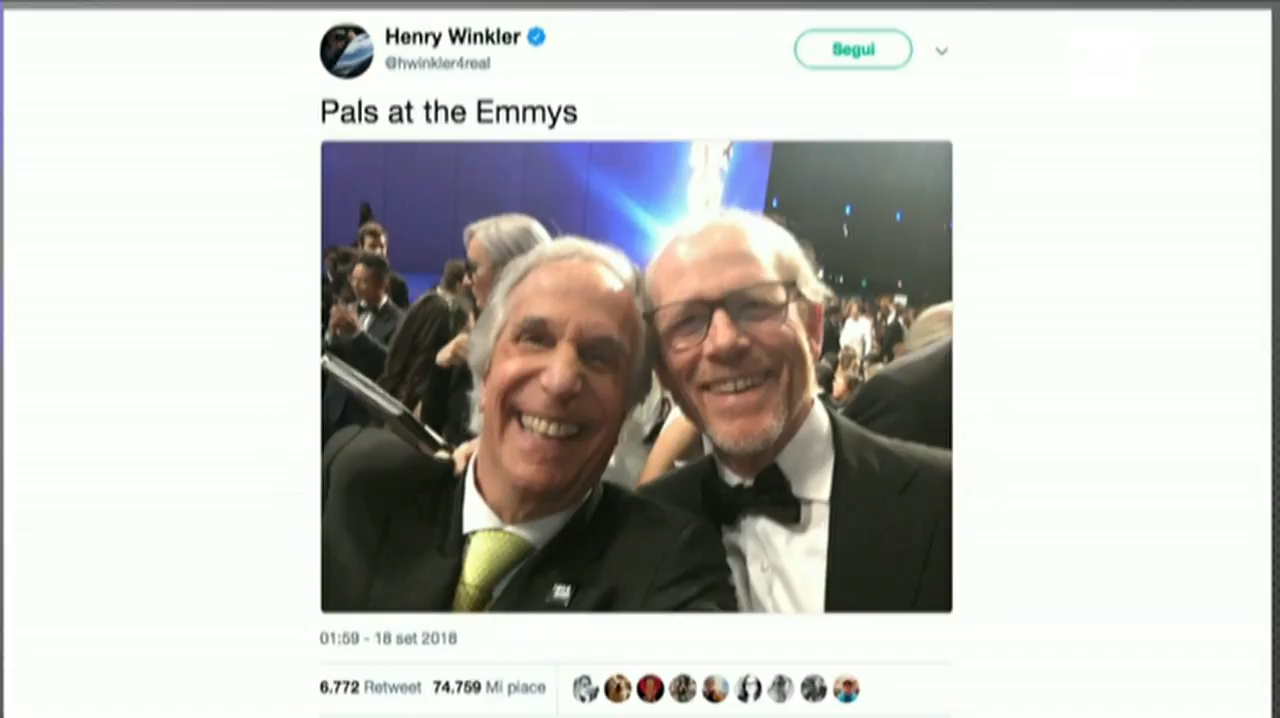 Henry Winkler
@hwinkler4real
Segui
Pals at the Emmys
01:59 - 18 set 2018
6.772 Retweet 74.759 Mi piace